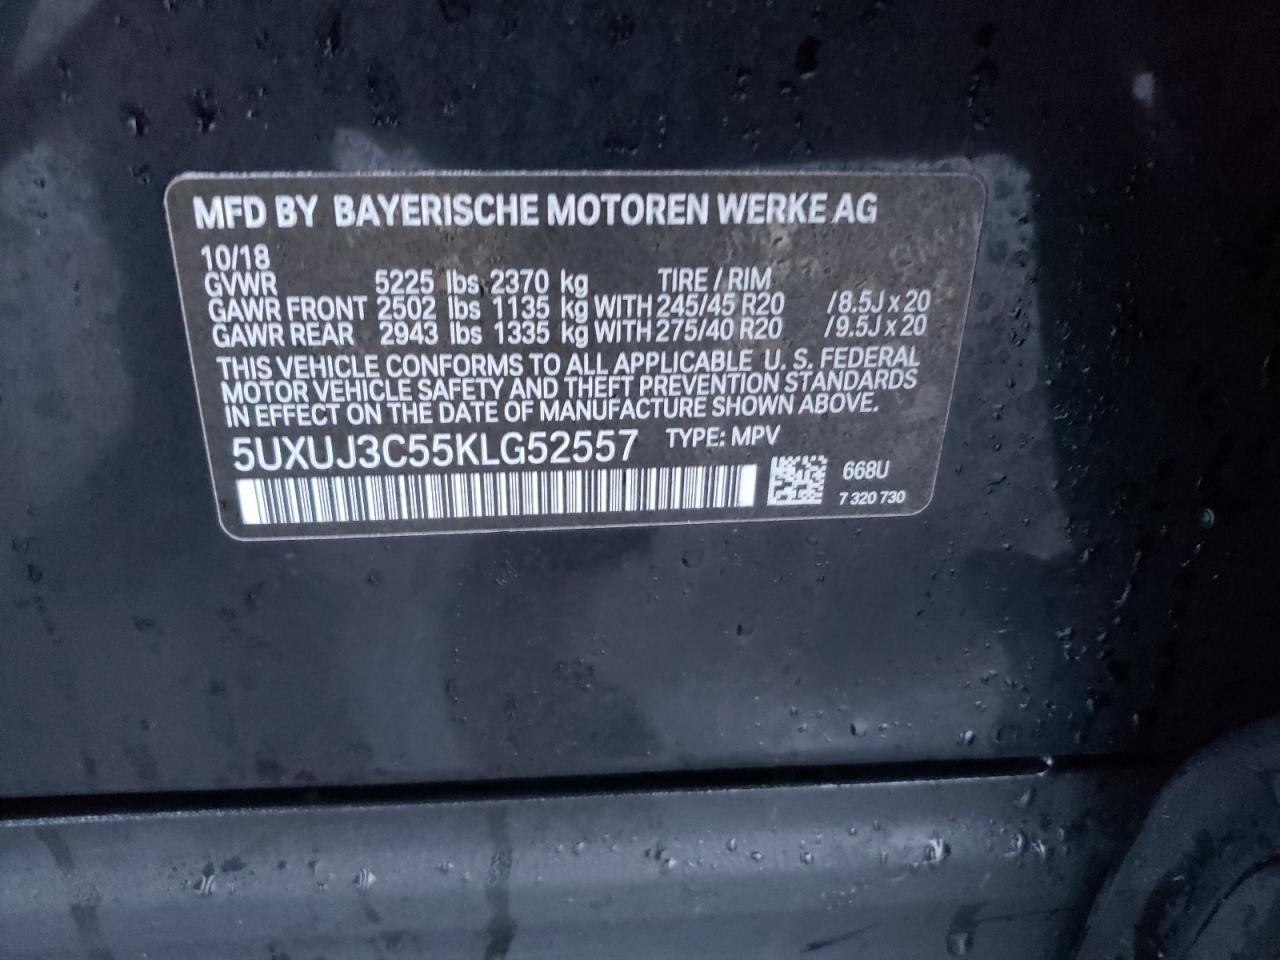 MFD BY BAYERISCHE MOTOREN WERKE AG
10/18
GVWR 5225 lbs 2370 kg TIRE / RIM
GAWR FRONT 2502 lbs 1135 kg WITH 245/45 R20 /8.5J x 20
GAWR REAR 2943 lbs 1335 kg WITH 275/40 R20 /9.5J x 20
THIS VEHICLE CONFORMS TO ALL APPLICABLE U. S. FEDERAL
MOTOR VEHICLE SAFETY AND THEFT PREVENTION STANDARDS
IN EFFECT ON THE DATE OF MANUFACTURE SHOWN ABOVE.
5UXUJ3C55KLG52557 TYPE: MPV
668U
7 320 730